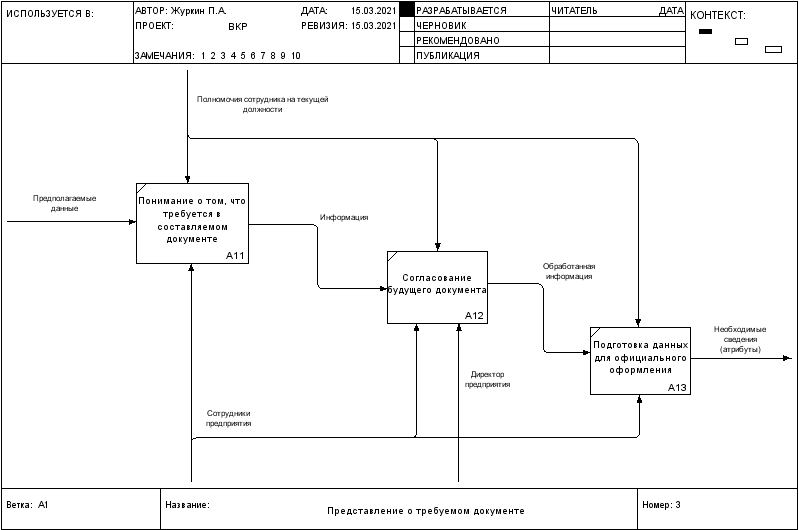 ИСПОЛЬЗУЕТСЯ В:
АВТОР: Журкин П.А.
ДАТА: 15.03.2021
ПРОЕКТ: ВКР
РЕВИЗИЯ: 15.03.2021
ЗАМЕЧАНИЯ: 1 2 3 4 5 6 7 8 9 10
РАЗРАБАТЫВАЕТСЯ
ЧЕРНОВИК
РЕКОМЕНДОВАНО
ПУБЛИКАЦИЯ
ЧИТАТЕЛЬ ДАТА
КОНТЕКСТ:
Полномочия сотрудника на текущей
должности
Предполагаемые
данные
Понимание о том, что
требуется в
составляемом
документе
A11
Информация
Согласование
будущего документа
A12
Обработанная
информация
Подготовка данных
для официального
оформления
A13
Необходимые
сведения
(атрибуты)
Директор
предприятия
Сотрудники
предприятия
Ветка: A1
Название:
Представление о требуемом документе
Номер: 3